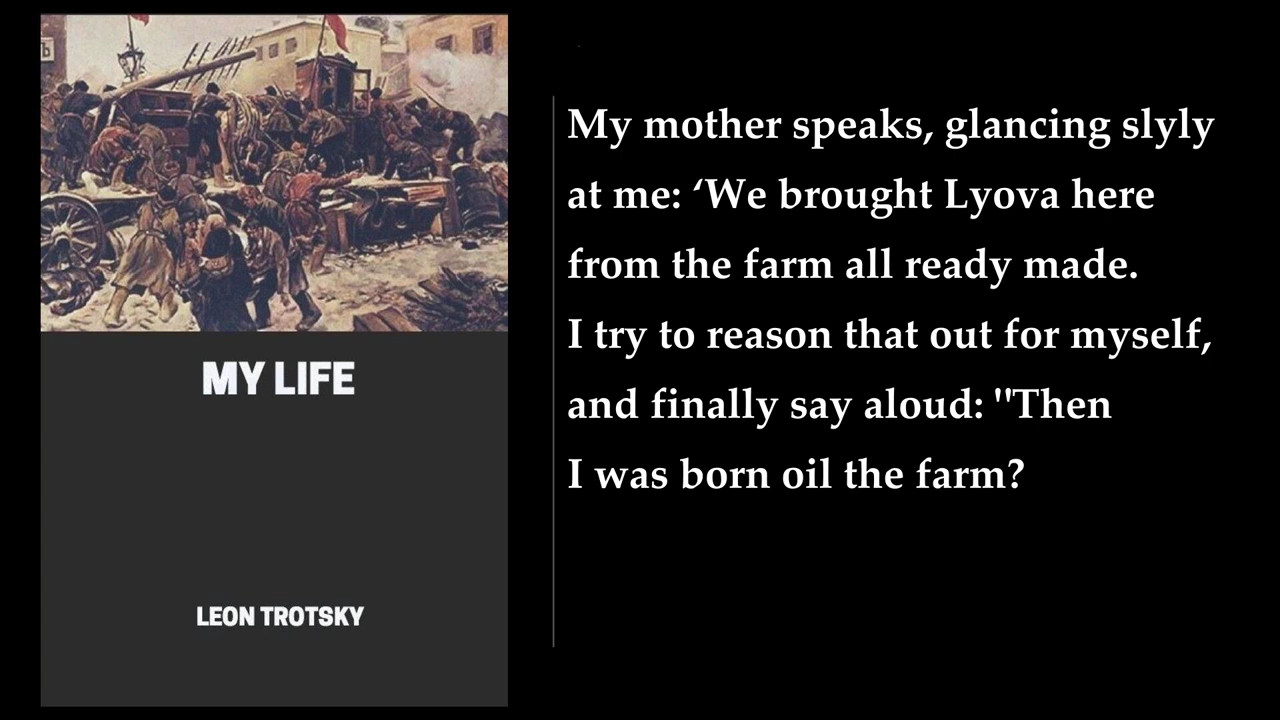 MY LIFE
LEON TROTSKY
My mother speaks, glancing slyly
at me: ‘We brought Lyova here
from the farm all ready made.
I try to reason that out for myself,
and finally say aloud: "Then
I was born oil the farm?